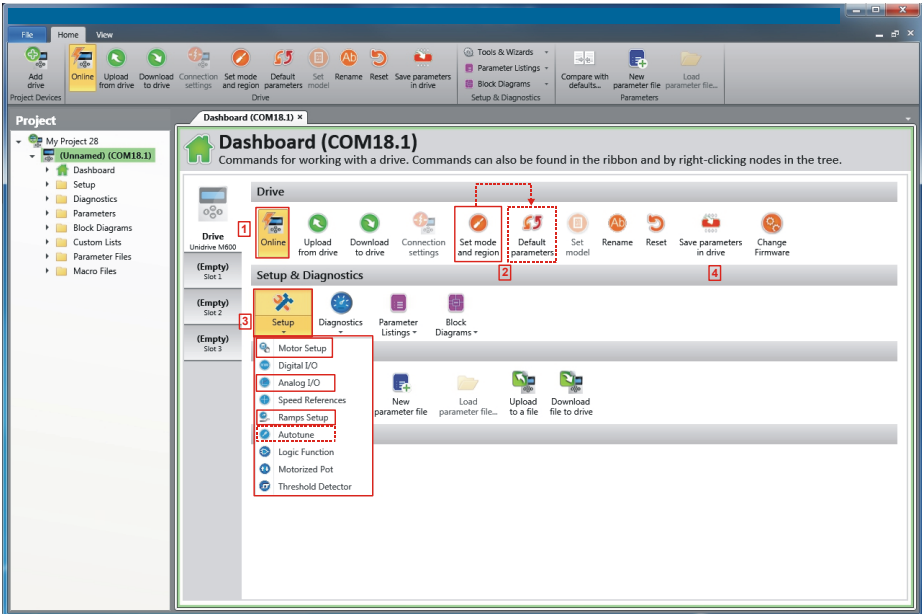 File Home View
Add drive
Online
Upload from drive
Download to drive
Connection settings
Set mode and region
Default parameters
Set model
Rename
Reset
Save parameters in drive
Tools & Wizards
Parameter Listings
Block Diagrams
Compare with defaults...
New parameter file
Load parameter file...
Project Devices
Drive
Setup & Diagnostics
Parameters
Project
My Project 28
(Unnamed) (COM18.1)
Dashboard
Setup
Diagnostics
Parameters
Block Diagrams
Custom Lists
Parameter Files
Macro Files
Dashboard (COM18.1) ×
Dashboard (COM18.1)
Commands for working with a drive. Commands can also be found in the ribbon and by right-clicking nodes in the tree.
Drive
Unidrive M600
(Empty)
Slot 1
(Empty)
Slot 2
(Empty)
Slot 3
Drive
1
Online
Upload from drive
Download to drive
Connection settings
Set mode and region
2
Default parameters
Set model
Rename
Reset
Save parameters in drive
4
Change Firmware
Setup & Diagnostics
3
Setup
Diagnostics
Parameter Listings
Block Diagrams
Motor Setup
Digital I/O
Analog I/O
Speed References
Ramps Setup
Autotune
Logic Function
Motorized Pot
Threshold Detector
New parameter file
Load parameter file...
Upload to a file
Download file to drive